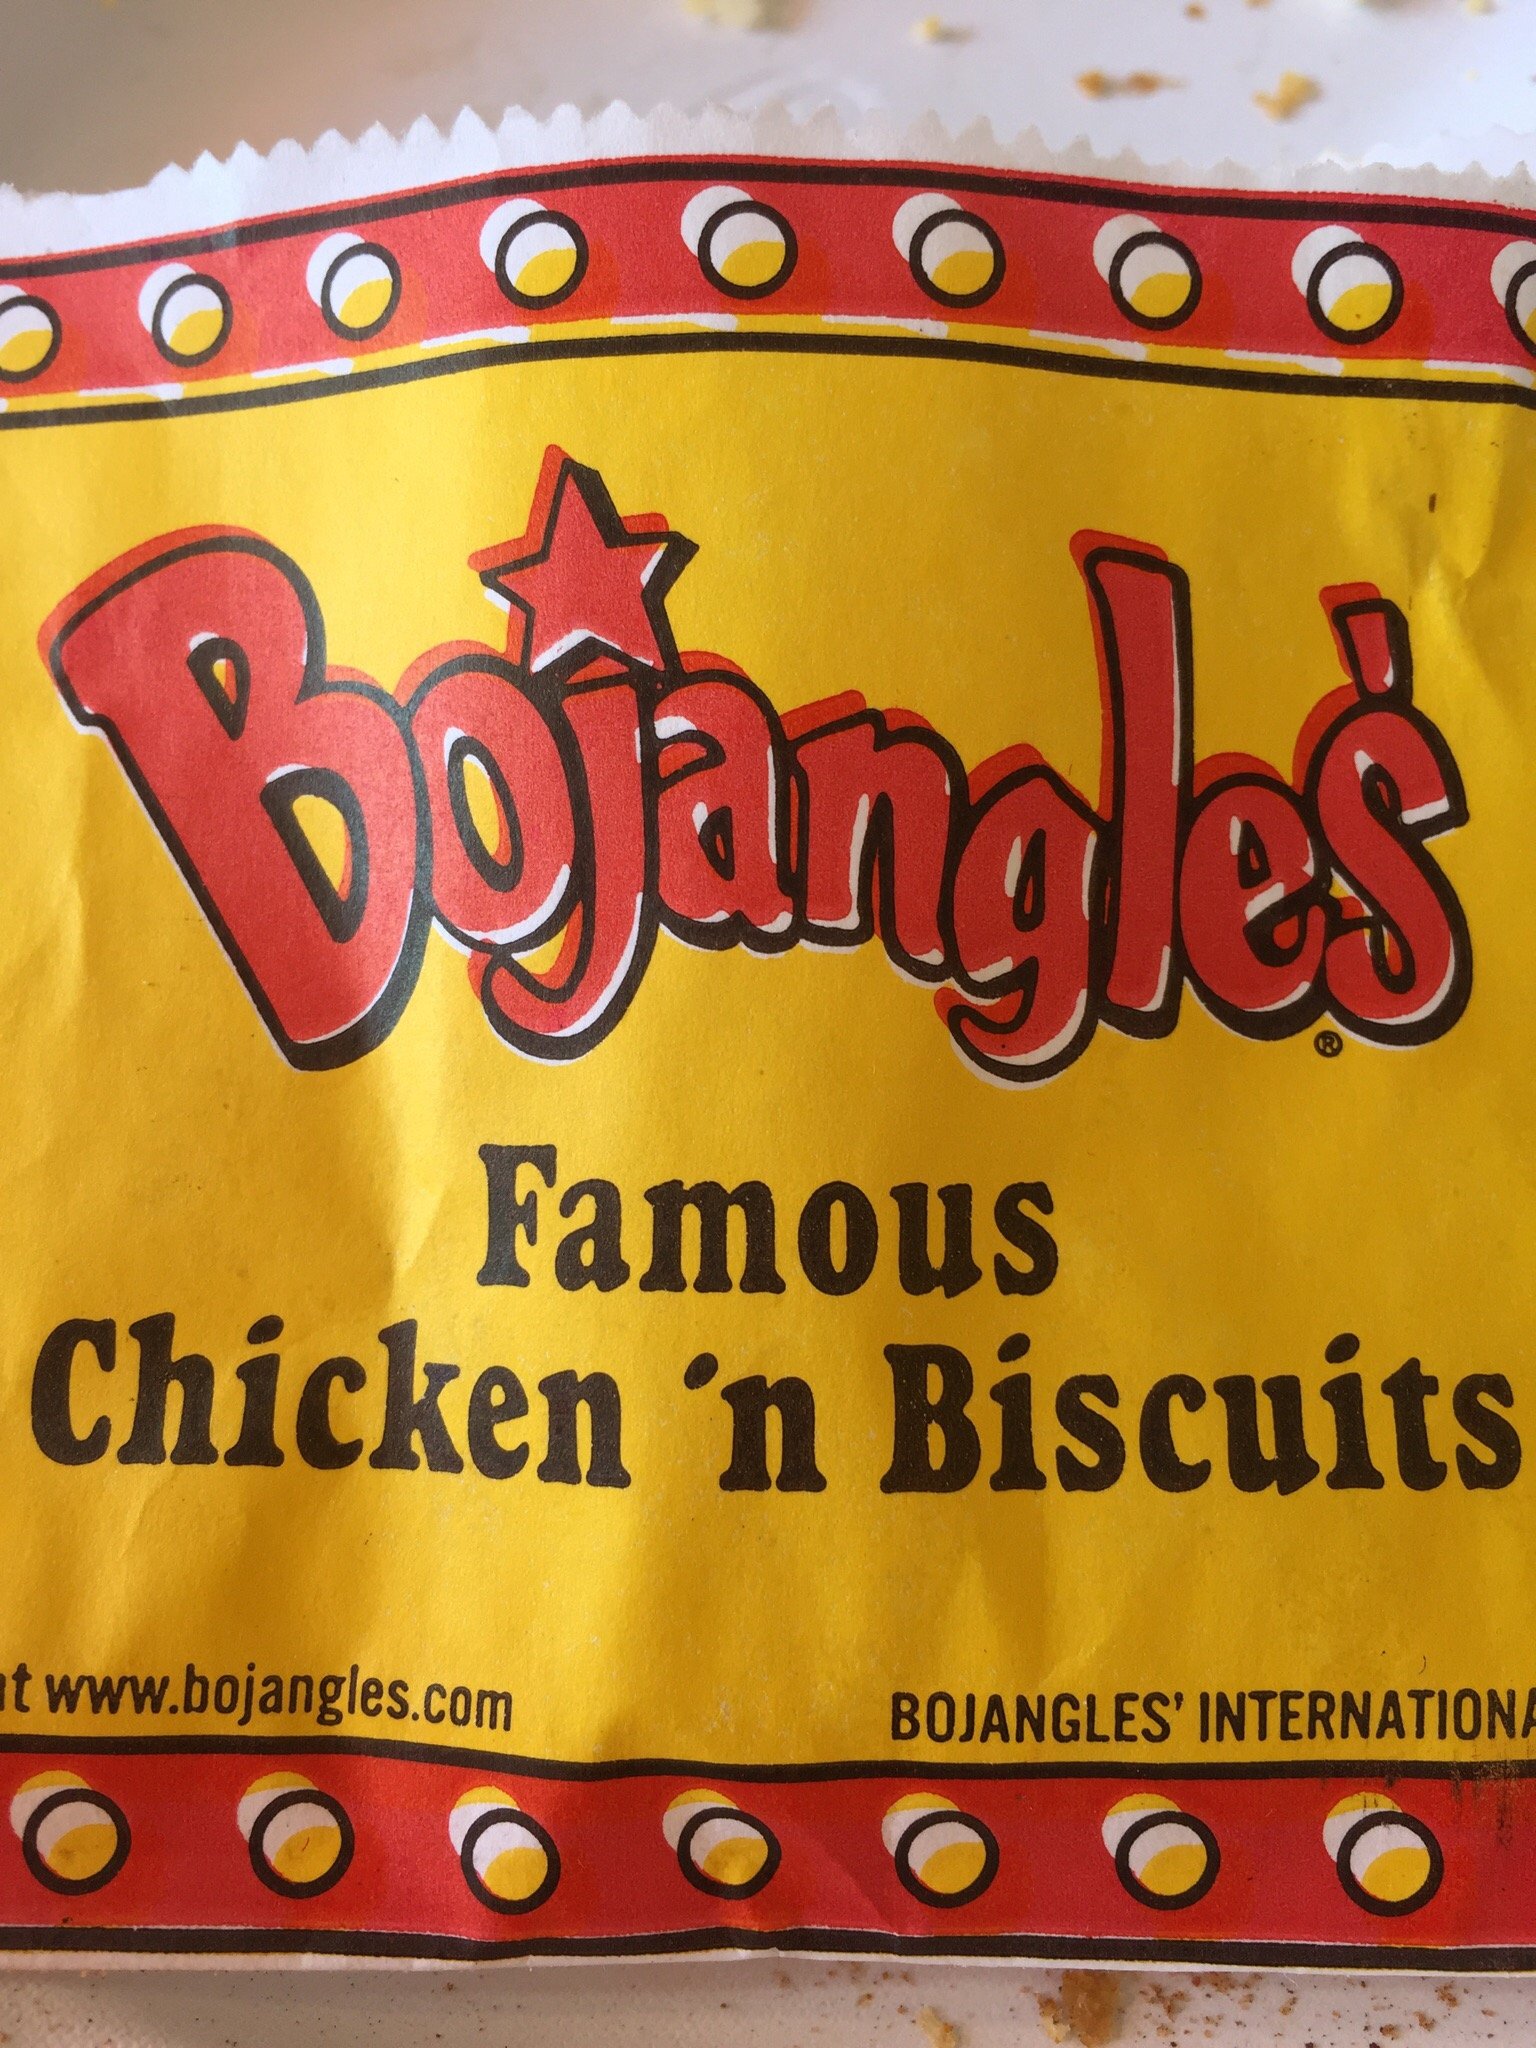 Bojangles'
®
Famous
Chicken 'n Biscuits
www.bojangles.com
BOJANGLES' INTERNATIONA